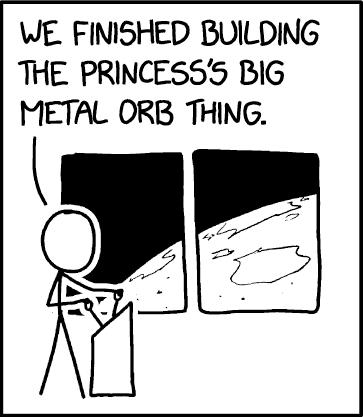 WE FINISHED BUILDING
THE PRINCESS'S BIG
METAL ORB THING.